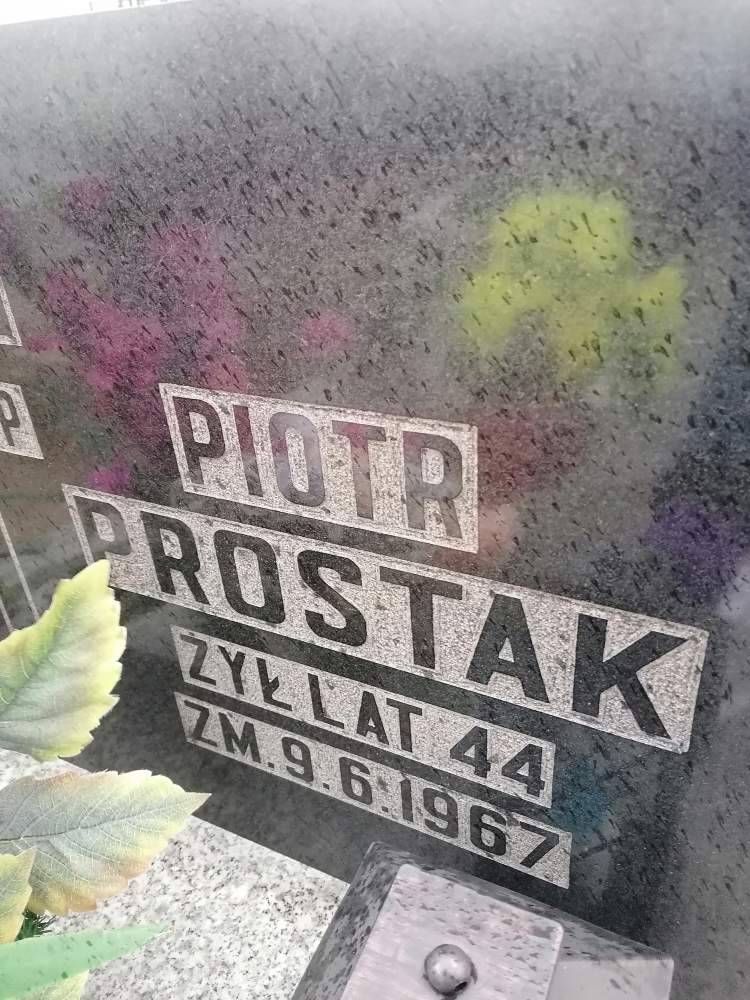 PIOTR
PROSTAK
ŻYŁ LAT 44
ZM. 9.6.1967